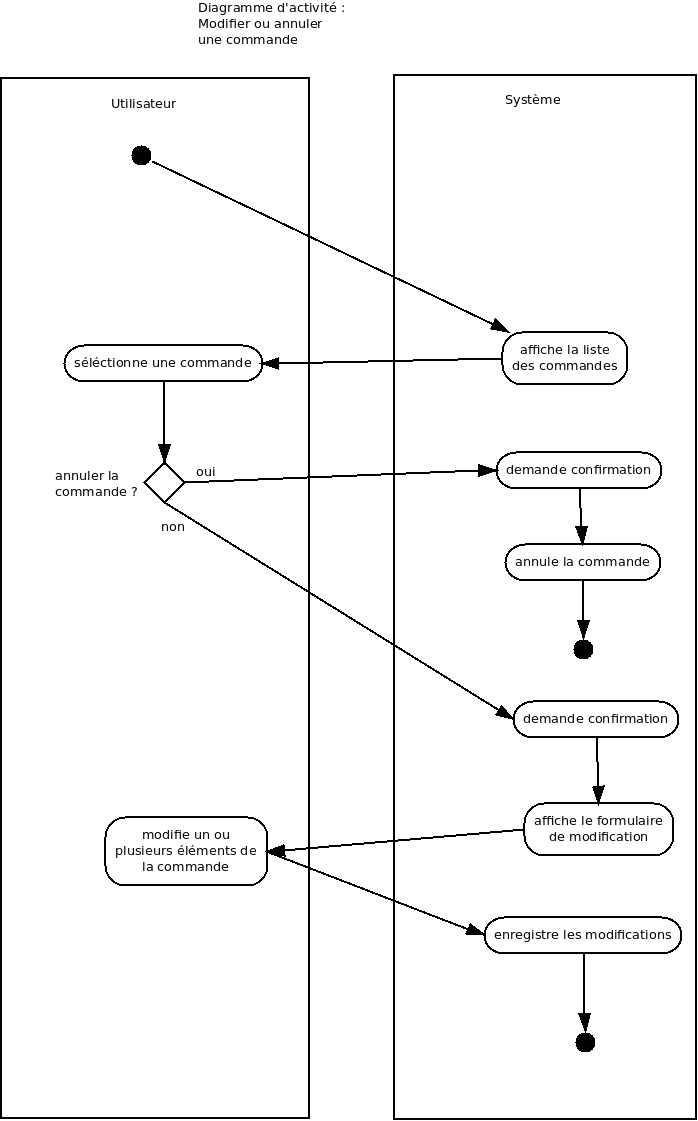 Diagramme d'activité :
Modifier ou annuler
une commande
Utilisateur
Système
affiche la liste
des commandes
séléctionne une commande
annuler la
commande ?
oui
non
demande confirmation
annule la commande
demande confirmation
affiche le formulaire
de modification
modifie un ou
plusieurs éléments de
la commande
enregistre les modifications